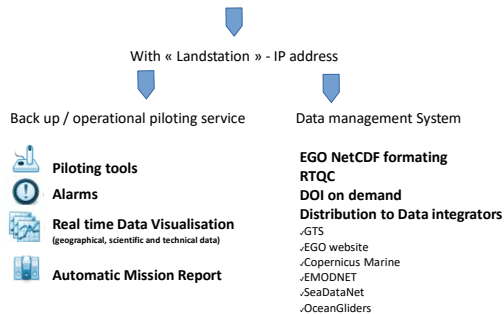 With « Landstation » - IP address
Back up / operational piloting service
Piloting tools
Alarms
Real time Data Visualisation
(geographical, scientific and technical data)
Automatic Mission Report
Data management System
EGO NetCDF formating
RTQC
DOI on demand
Distribution to Data integrators
✓GTS
✓EGO website
✓Copernicus Marine
✓EMODNET
✓SeaDataNet
✓OceanGliders